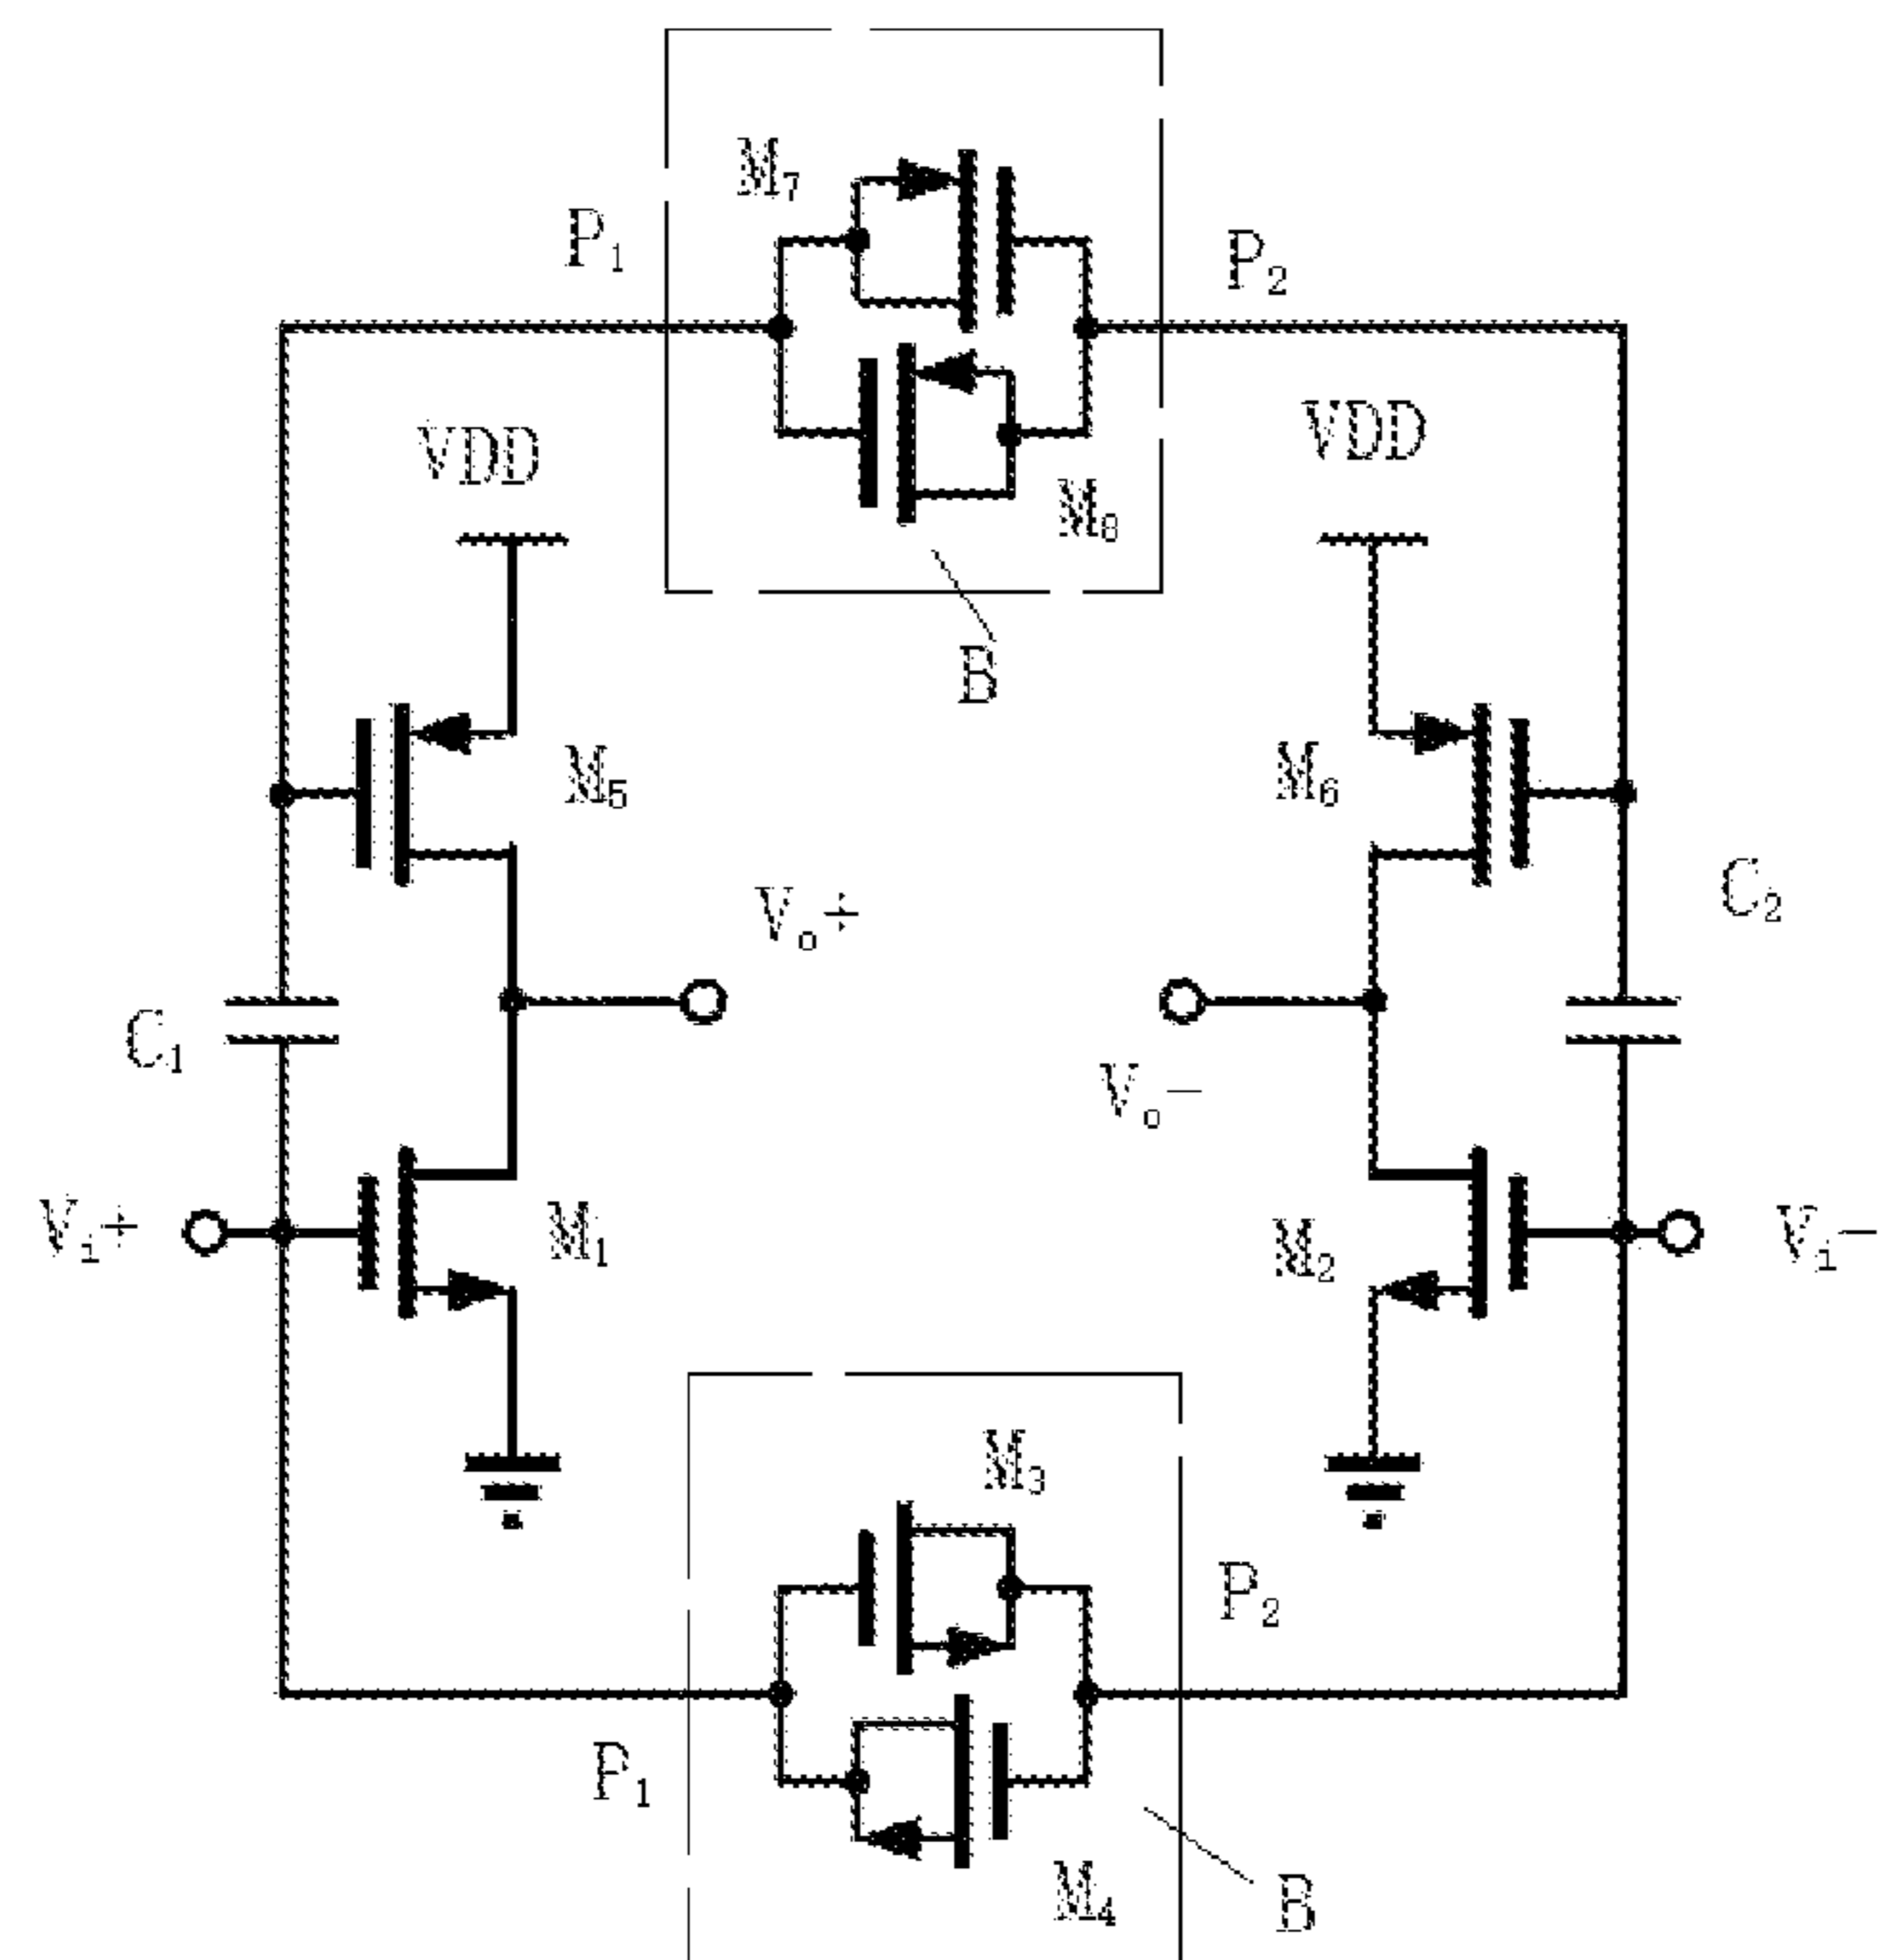 M₇
P₁
P₂
VDD
VDD
M₈
B
M₅
M₆
C₂
Vₒ+
C₁
Vₒ−
Vᵢ+
M₁
M₂
Vᵢ−
M₃
P₂
P₁
M₄
B